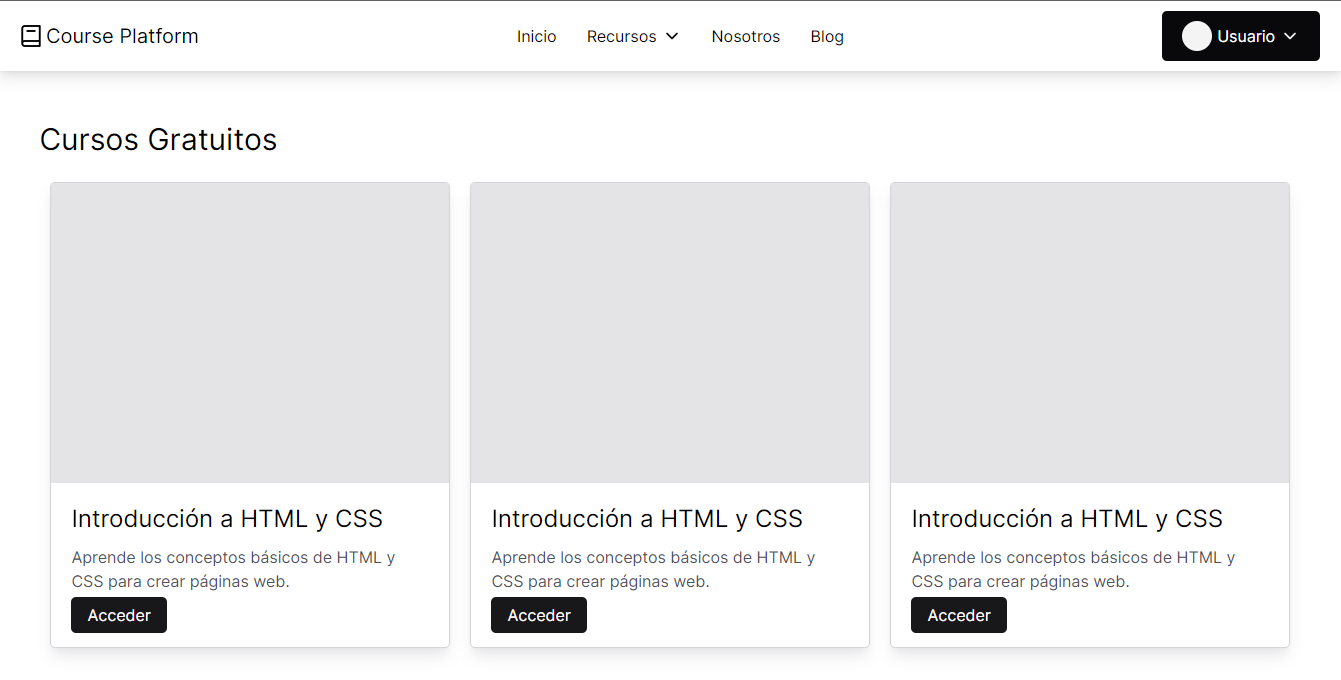 Course Platform
Inicio
Recursos
Nosotros
Blog
Usuario
Cursos Gratuitos
Introducción a HTML y CSS
Aprende los conceptos básicos de HTML y
CSS para crear páginas web.
Acceder
Introducción a HTML y CSS
Aprende los conceptos básicos de HTML y
CSS para crear páginas web.
Acceder
Introducción a HTML y CSS
Aprende los conceptos básicos de HTML y
CSS para crear páginas web.
Acceder